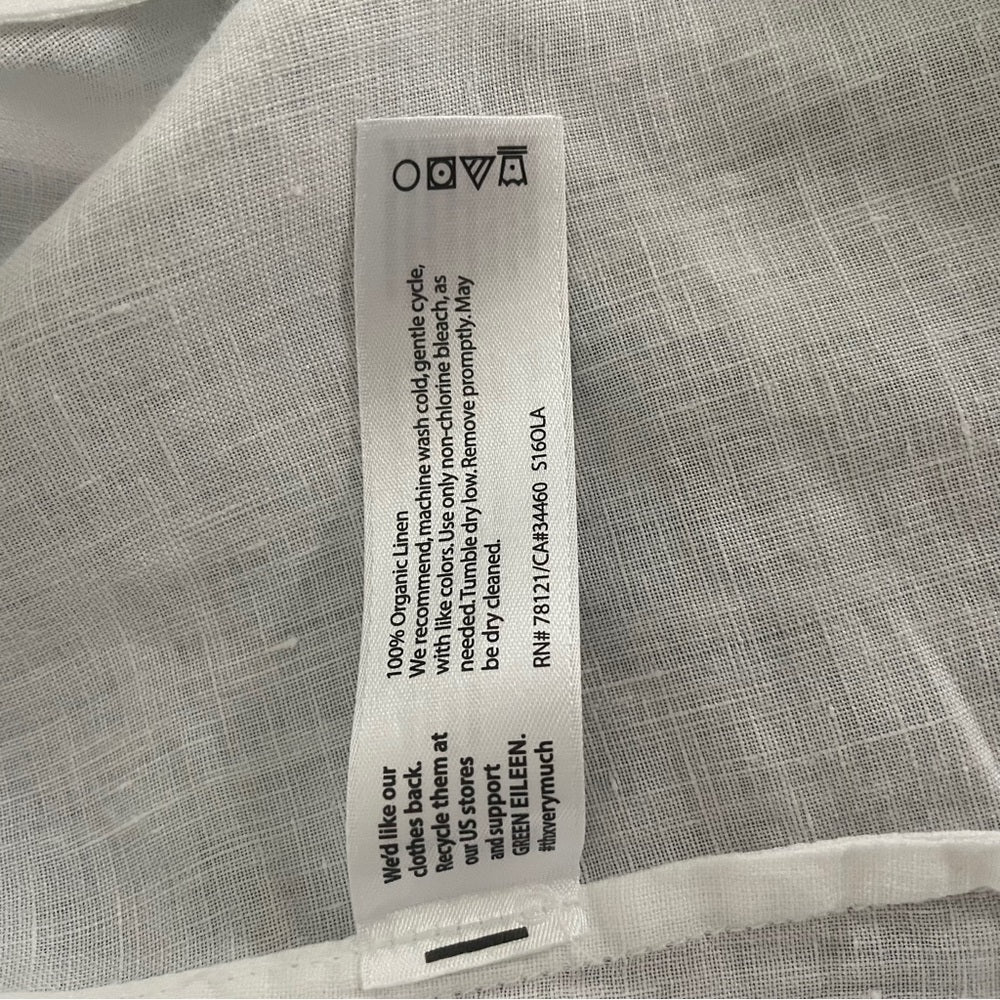 100% Organic Linen
We recommend, machine wash cold, gentle cycle,
with like colors. Use only non-chlorine bleach, as
needed. Tumble dry low. Remove promptly. May
be dry cleaned.
RN# 78121/CA#34460 S16OLA
We'd like our
clothes back.
Recycle them at
our US stores
and support
GREEN EILEEN.
#thxverymuch